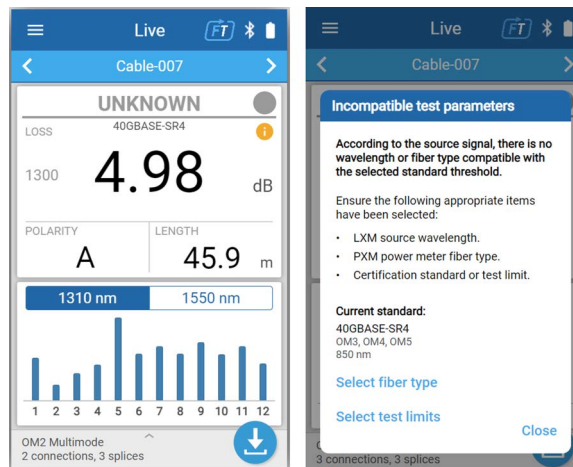 Live
FT
Cable-007
UNKNOWN
LOSS
40GBASE-SR4
i
1300
4.98
dB
POLARITY
LENGTH
A
45.9 m
1310 nm
1550 nm
1 2 3 4 5 6 7 8 9 10 11 12
OM2 Multimode
2 connections, 3 splices
Live
FT
Cable-007
Incompatible test parameters
According to the source signal, there is no
wavelength or fiber type compatible with
the selected standard threshold.
Ensure the following appropriate items
have been selected:
• LXM source wavelength.
• PXM power meter fiber type.
• Certification standard or test limit.
Current standard:
40GBASE-SR4
OM3, OM4, OM5
850 nm
Select fiber type
Select test limits
Close
3 connections, 3 splices